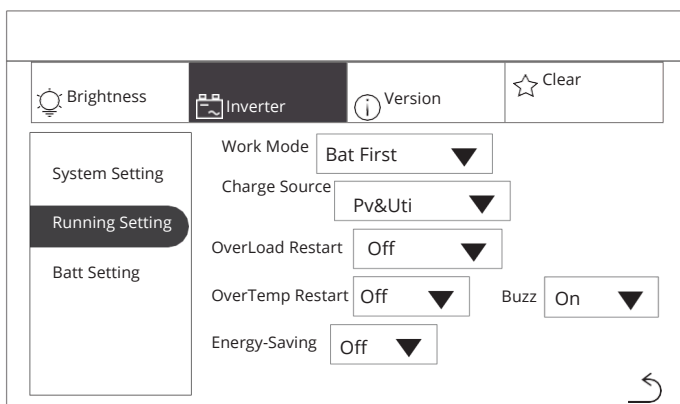 Brightness
Inverter
Version
Clear
System Setting
Running Setting
Batt Setting
Work Mode Bat First
Charge Source Pv&Uti
OverLoad Restart Off
OverTemp Restart Off Buzz On
Energy-Saving Off